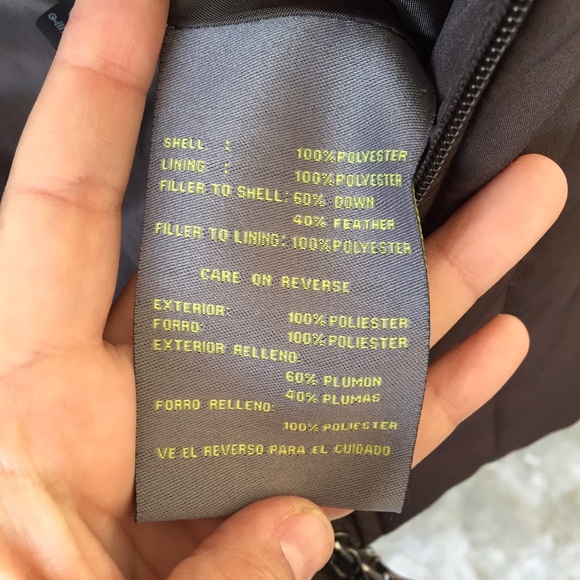 SHELL : 100%POLYESTER
LINING : 100%POLYESTER
FILLER TO SHELL: 60% DOWN
40% FEATHER
FILLER TO LINING: 100%POLYESTER
CARE ON REVERSE
EXTERIOR: 100% POLIESTER
FORRO: 100% POLIESTER
EXTERIOR RELLENO:
60% PLUMON
40% PLUMAS
FORRO RELLENO:
100% POLIESTER
VE EL REVERSO PARA EL CUIDADO